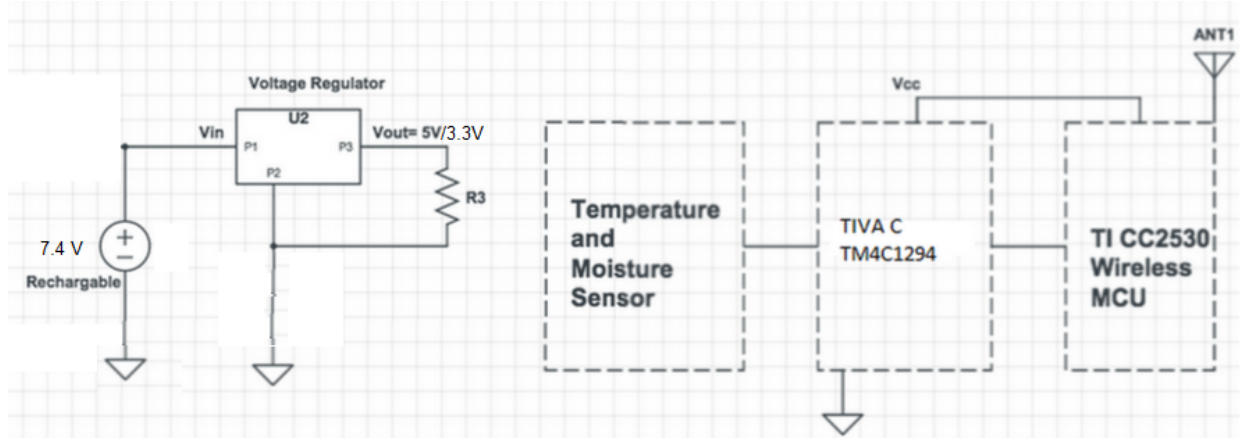 Voltage Regulator
U2
Vin
Vout= 5V/3.3V
P1
P3
P2
R3
7.4 V
Rechargable
Temperature
and
Moisture
Sensor
Vcc
TIVA C
TM4C1294
ANT1
TI CC2530
Wireless
MCU